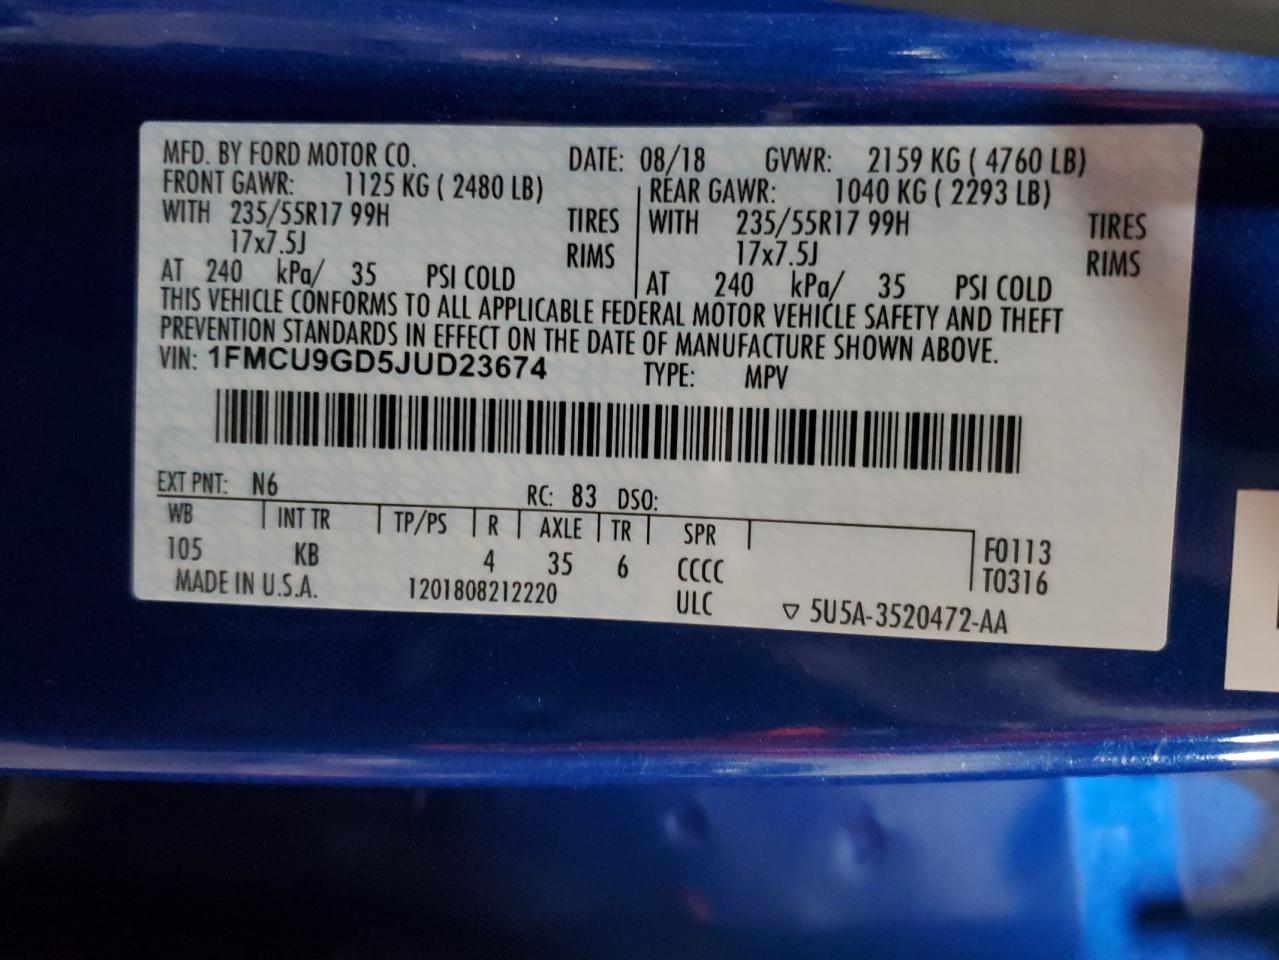 MFD. BY FORD MOTOR CO. DATE: 08/18 GVWR: 2159 KG ( 4760 LB)
FRONT GAWR: 1125 KG ( 2480 LB) REAR GAWR: 1040 KG ( 2293 LB)
WITH 235/55R17 99H TIRES WITH 235/55R17 99H TIRES
17x7.5J RIMS 17x7.5J RIMS
AT 240 kPa/ 35 PSI COLD AT 240 kPa/ 35 PSI COLD
THIS VEHICLE CONFORMS TO ALL APPLICABLE FEDERAL MOTOR VEHICLE SAFETY AND THEFT
PREVENTION STANDARDS IN EFFECT ON THE DATE OF MANUFACTURE SHOWN ABOVE.
VIN: 1FMCU9GD5JUD23674 TYPE: MPV
EXT PNT: N6 RC: 83 DSO:
WB INT TR TP/PS R AXLE TR SPR F0113
105 KB 4 35 6 CCCC T0316
MADE IN U.S.A. 1201808212220 ULC ▽ 5U5A-3520472-AA